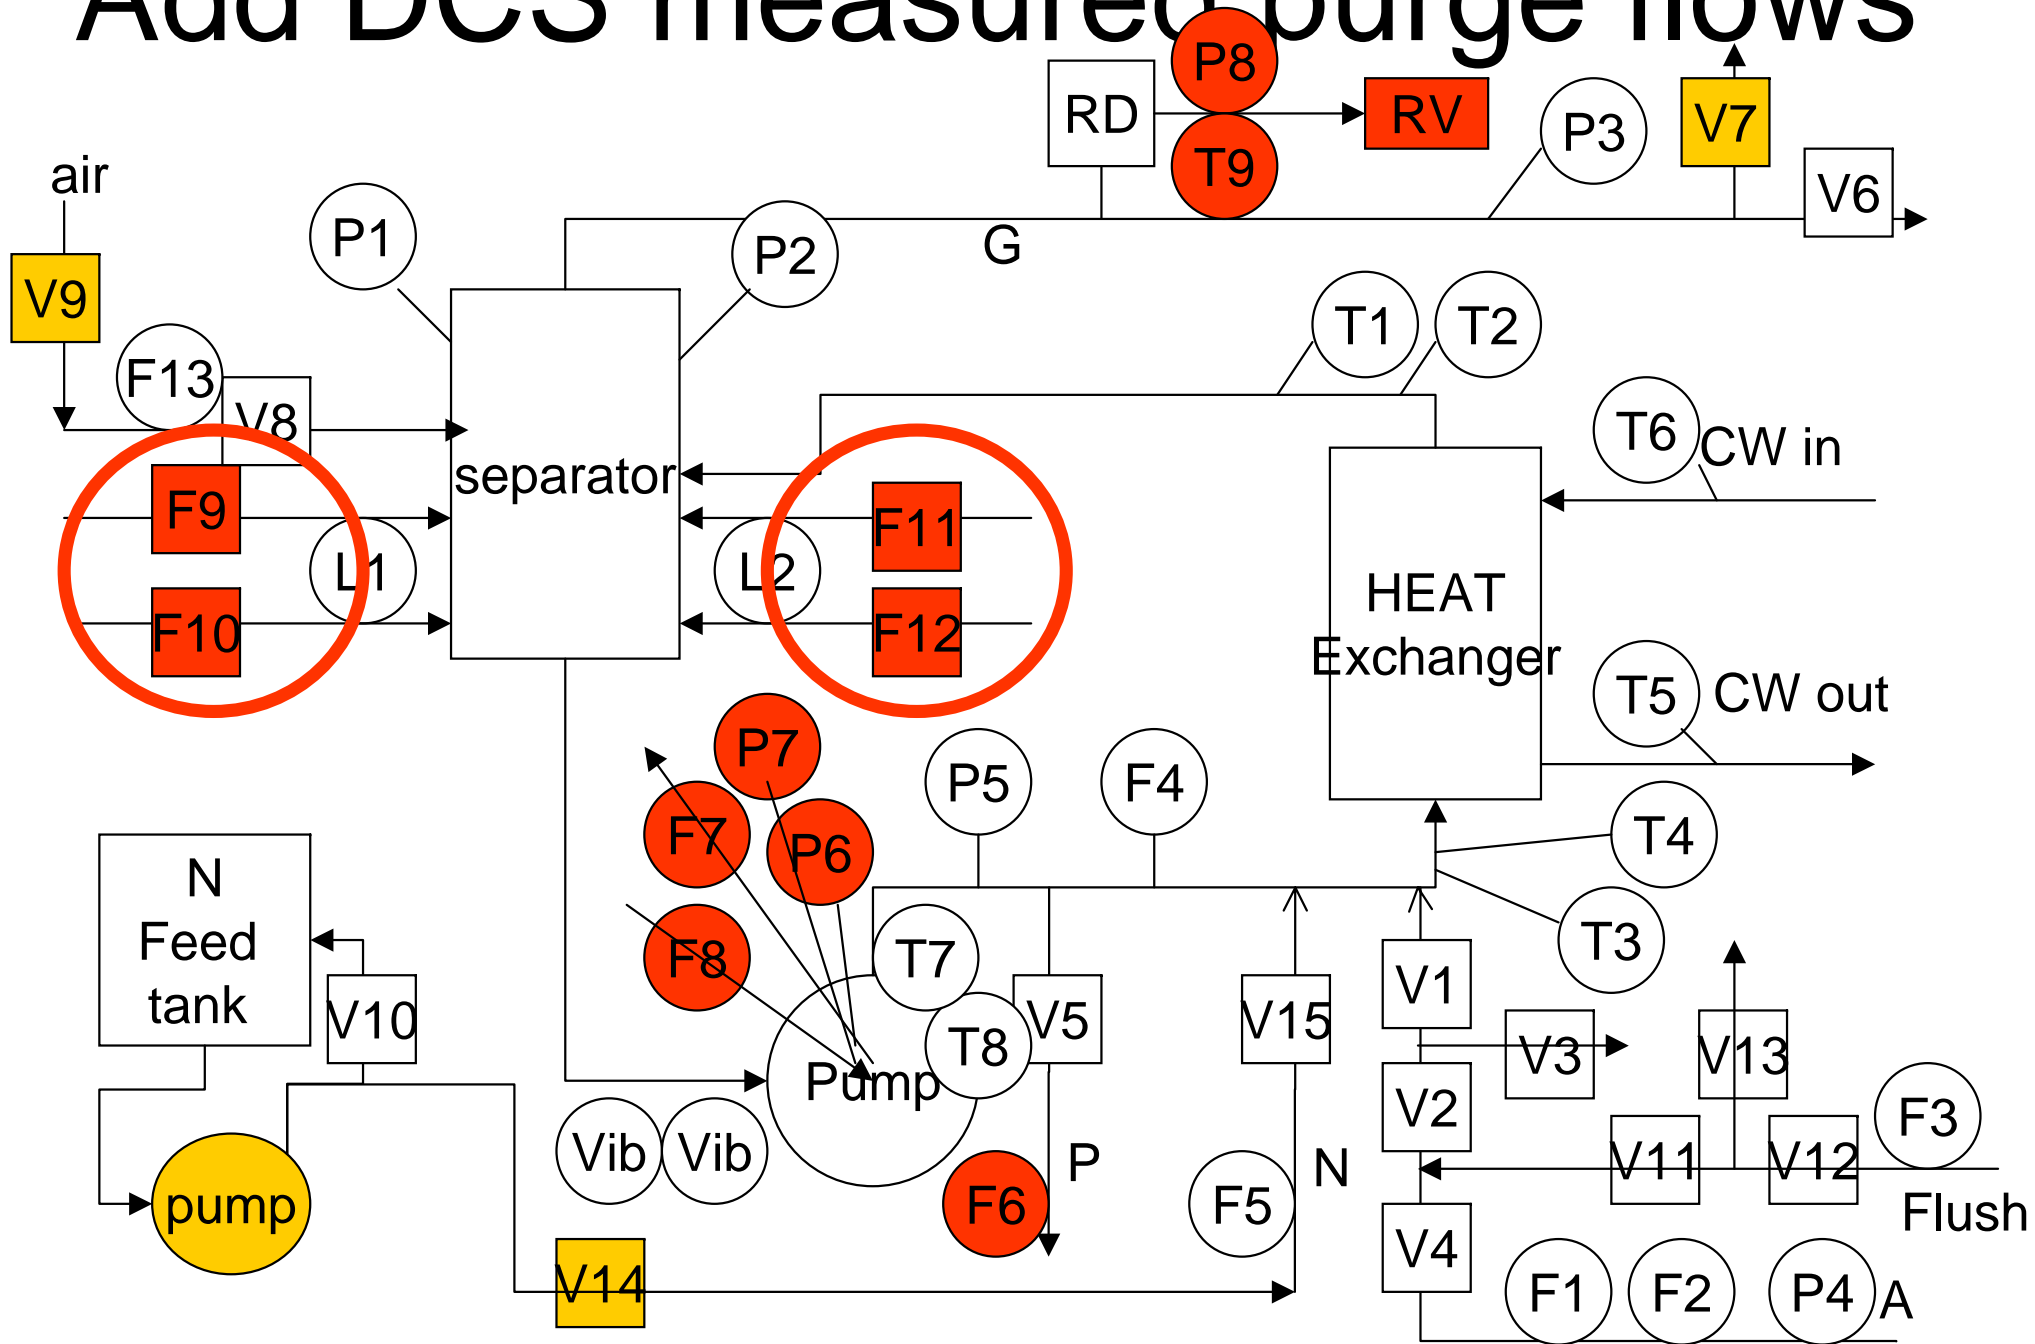 Add DCS measured purge flows
P8
RD
RV
V7
P3
T9
air
V6
P1
P2
G
V9
T1
T2
F13
V8
T6
CW in
separator
F9
F11
L1
L2
HEAT
Exchanger
F10
F12
T5
CW out
P7
P5
F4
F7
P6
T4
N
Feed
tank
F8
T7
T3
V1
V10
V5
V15
T8
V3
V13
Pump
V2
F3
Vib
Vib
P
N
V11
V12
pump
F6
F5
Flush
V4
V14
F1
F2
P4
A